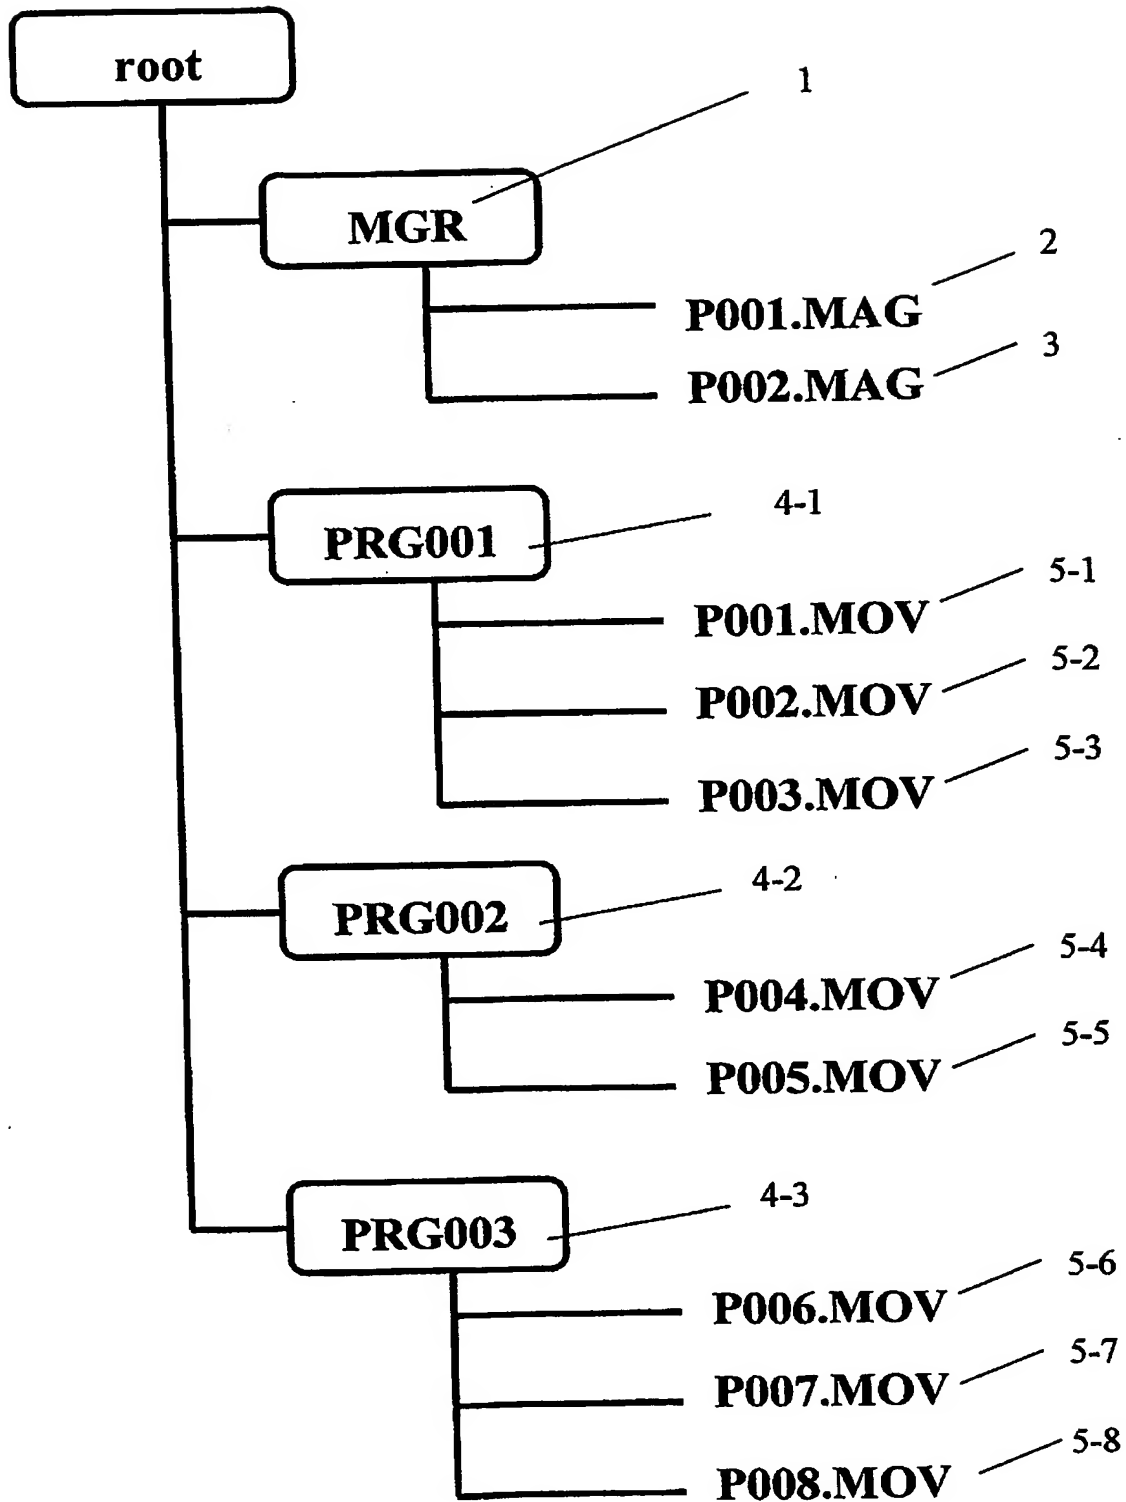 root
1
MGR
2
P001.MAG
3
P002.MAG
4-1
PRG001
5-1
P001.MOV
5-2
P002.MOV
5-3
P003.MOV
4-2
PRG002
5-4
P004.MOV
5-5
P005.MOV
4-3
PRG003
5-6
P006.MOV
5-7
P007.MOV
5-8
P008.MOV